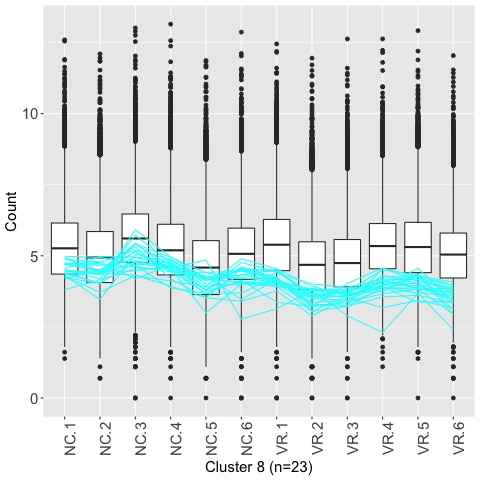 Count
10
5
0
NC.1
NC.2
NC.3
NC.4
NC.5
NC.6
VR.1
VR.2
VR.3
VR.4
VR.5
VR.6
Cluster 8 (n=23)